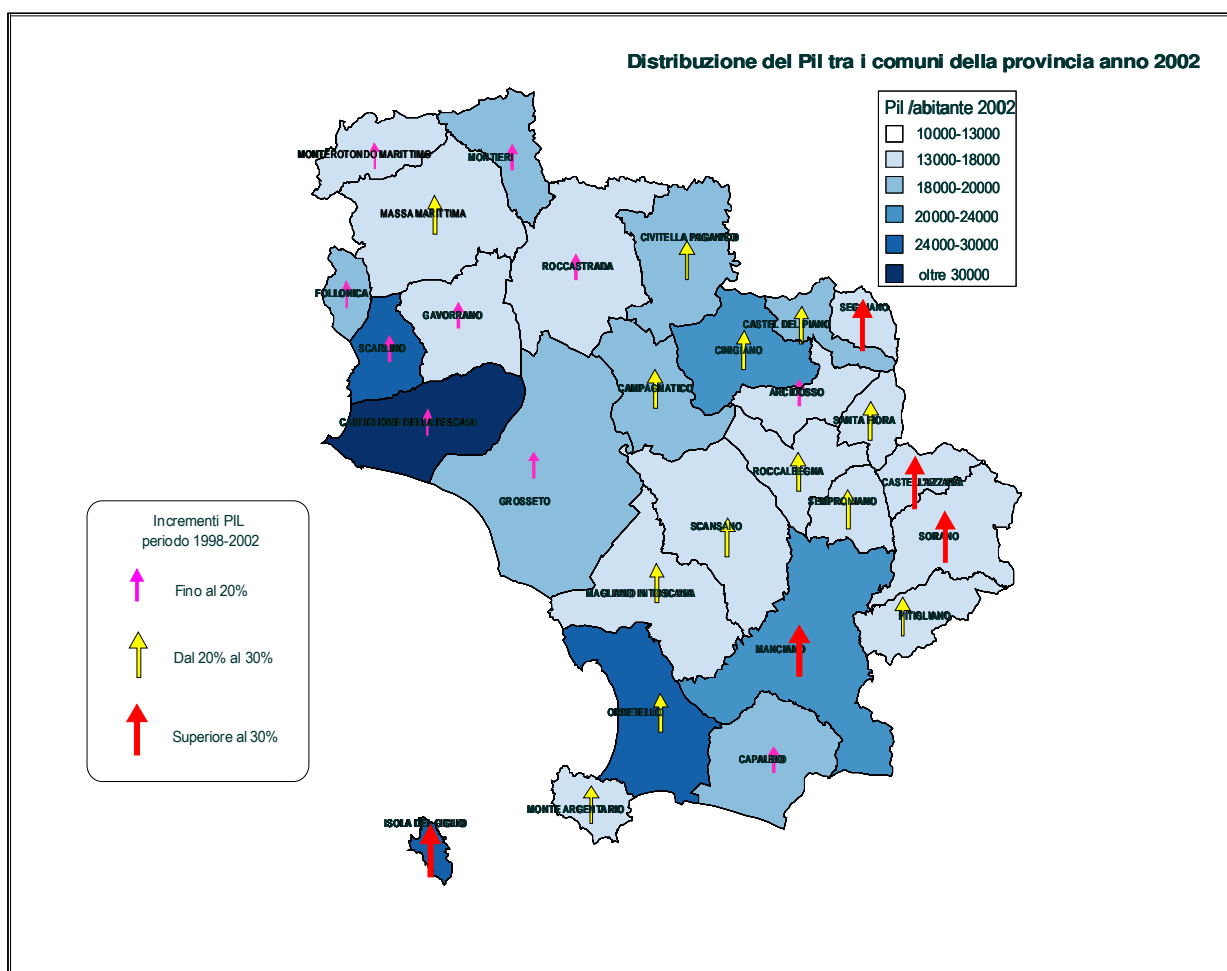 Distribuzione del Pil tra i comuni della provincia anno 2002
Pil /abitante 2002
10000-13000
13000-18000
18000-20000
20000-24000
24000-30000
oltre 30000
MONTEROTONDO MARITTIMO
MONTIERI
MASSA MARITTIMA
CIVITELLA PAGANICO
ROCCASTRADA
FOLLONICA
GAVORRANO
SEGGIANO
CASTEL DEL PIANO
SCARLINO
CINIGIANO
CAMPAGNATICO
ARCIDOSSO
CASTIGLIONE DELLA PESCAIA
SANTA FIORA
ROCCALBEGNA
CASTELL'AZZARA
GROSSETO
SEMPRONIANO
SCANSANO
SORANO
MAGLIANO IN TOSCANA
PITIGLIANO
MANCIANO
ORBETELLO
CAPALBIO
MONTE ARGENTARIO
ISOLA DEL GIGLIO
Incrementi PIL
periodo 1998-2002
Fino al 20%
Dal 20% al 30%
Superiore al 30%